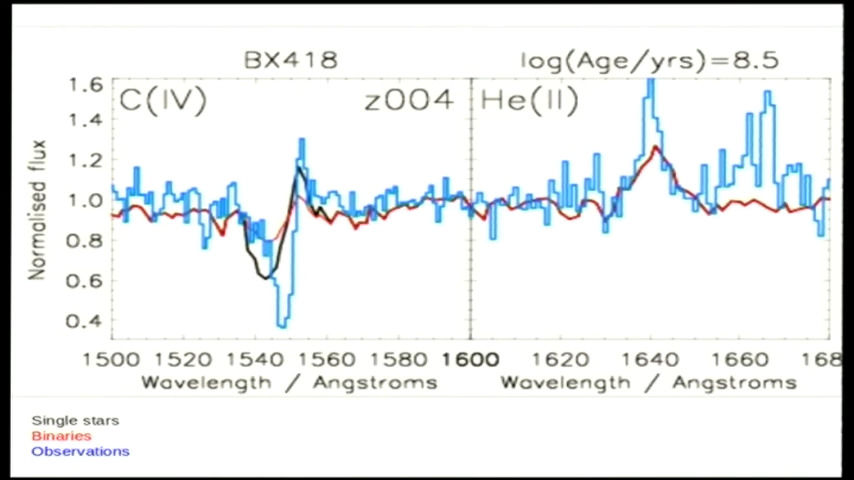 BX418
log(Age/yrs)=8.5
C(IV)
z004
He(II)
1.6
1.4
1.2
1.0
0.8
0.6
0.4
Normalised flux
1500 1520 1540 1560 1580 1600 1620 1640 1660 168
Wavelength / Angstroms
Wavelength / Angstroms
Single stars
Binaries
Observations